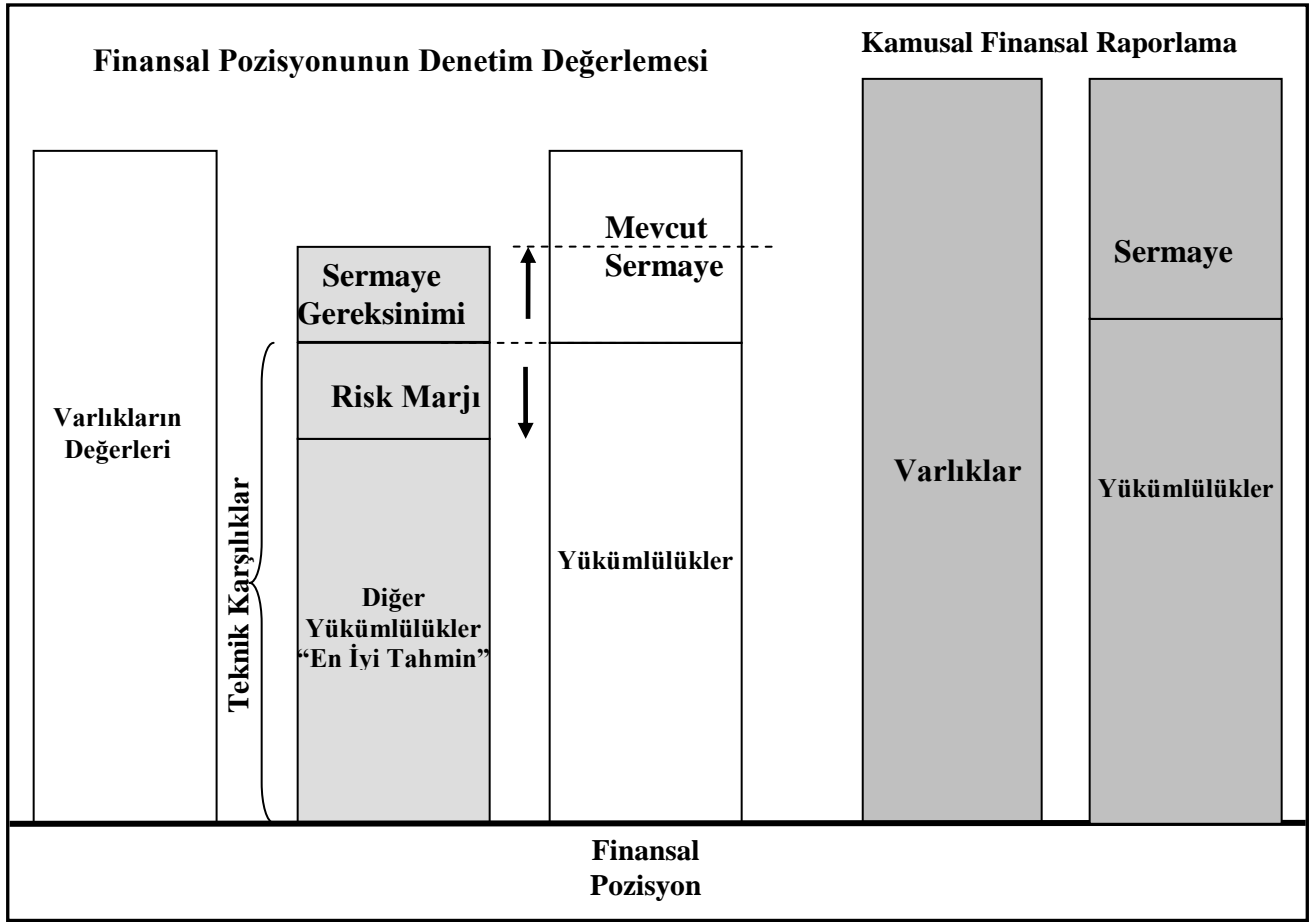 Finansal Pozisyonunun Denetim Değerlemesi
Kamusal Finansal Raporlama
Varlıkların
Değerleri
Teknik Karşılıklar
Sermaye
Gereksinimi
Risk Marjı
Diğer
Yükümlülükler
“En İyi Tahmin”
Mevcut
Sermaye
Yükümlülükler
Varlıklar
Sermaye
Yükümlülükler
Finansal
Pozisyon